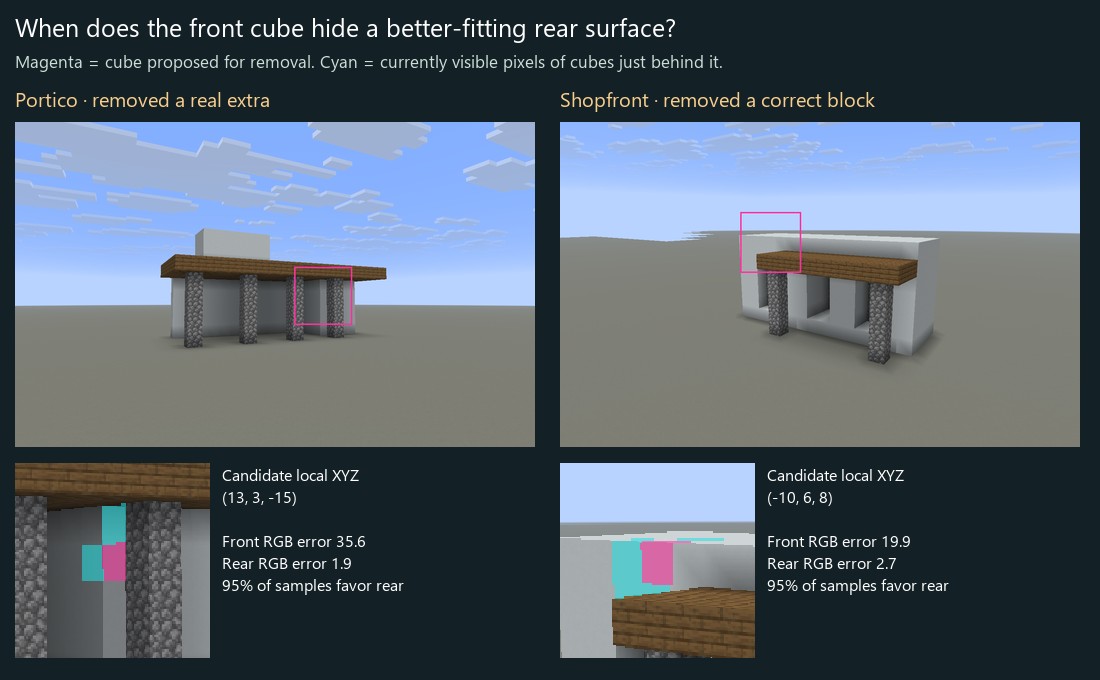 When does the front cube hide a better-fitting rear surface?
Magenta = cube proposed for removal. Cyan = currently visible pixels of cubes just behind it.
Portico · removed a real extra
Shopfront · removed a correct block
Candidate local XYZ
(13, 3, -15)
Front RGB error 35.6
Rear RGB error 1.9
95% of samples favor rear
Candidate local XYZ
(-10, 6, 8)
Front RGB error 19.9
Rear RGB error 2.7
95% of samples favor rear